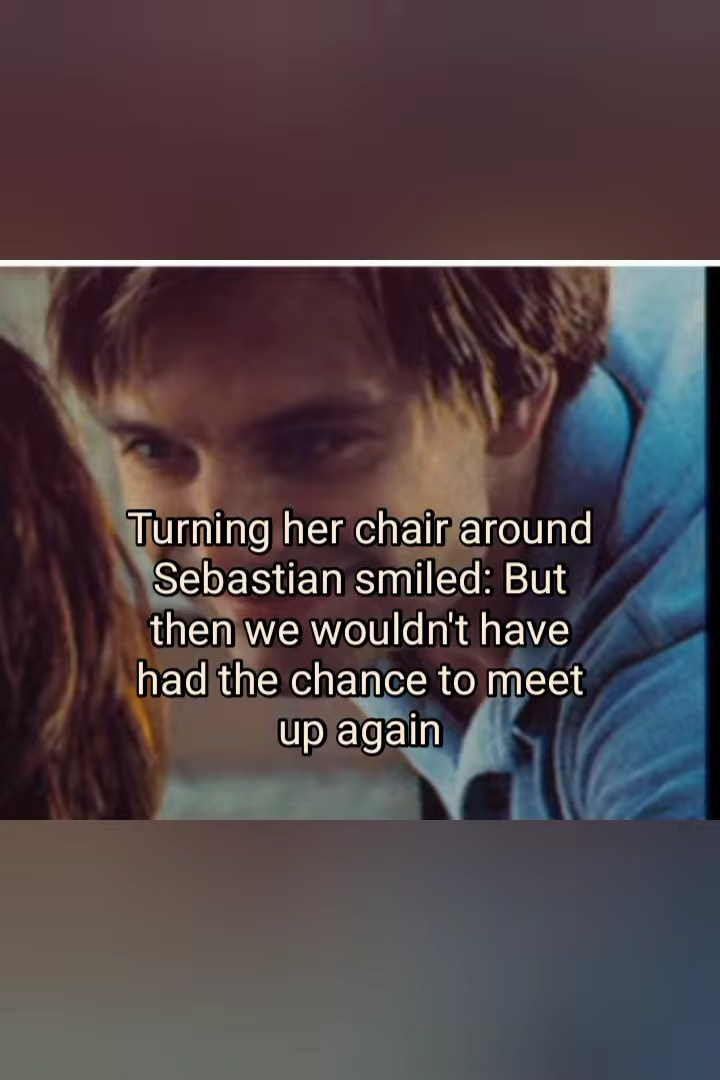 Turning her chair around
Sebastian smiled: But
then we wouldn't have
had the chance to meet
up again